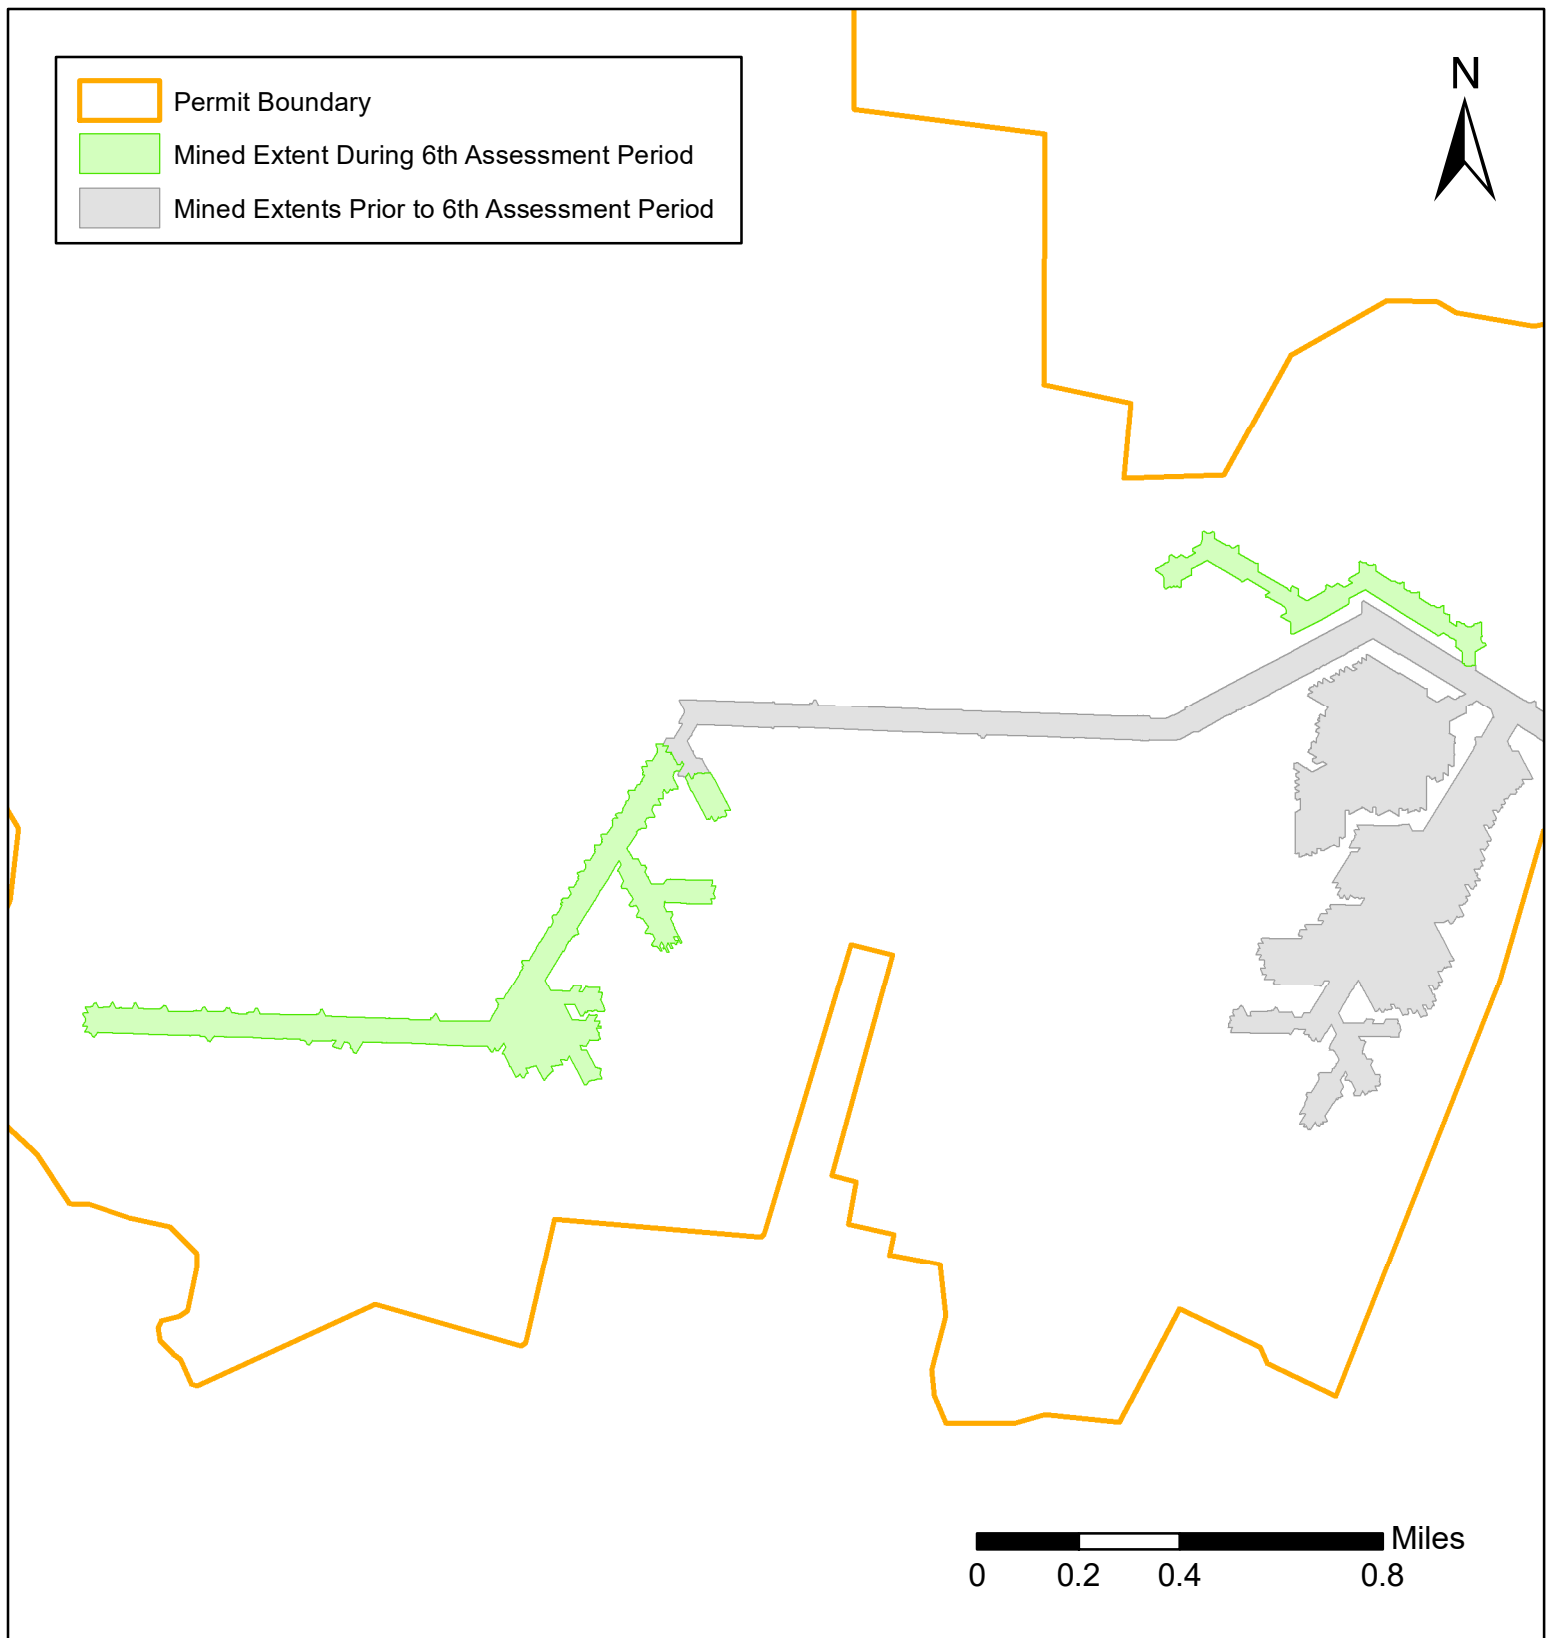 N
Permit Boundary
Mined Extent During 6th Assessment Period
Mined Extents Prior to 6th Assessment Period
Miles
0 0.2 0.4 0.8